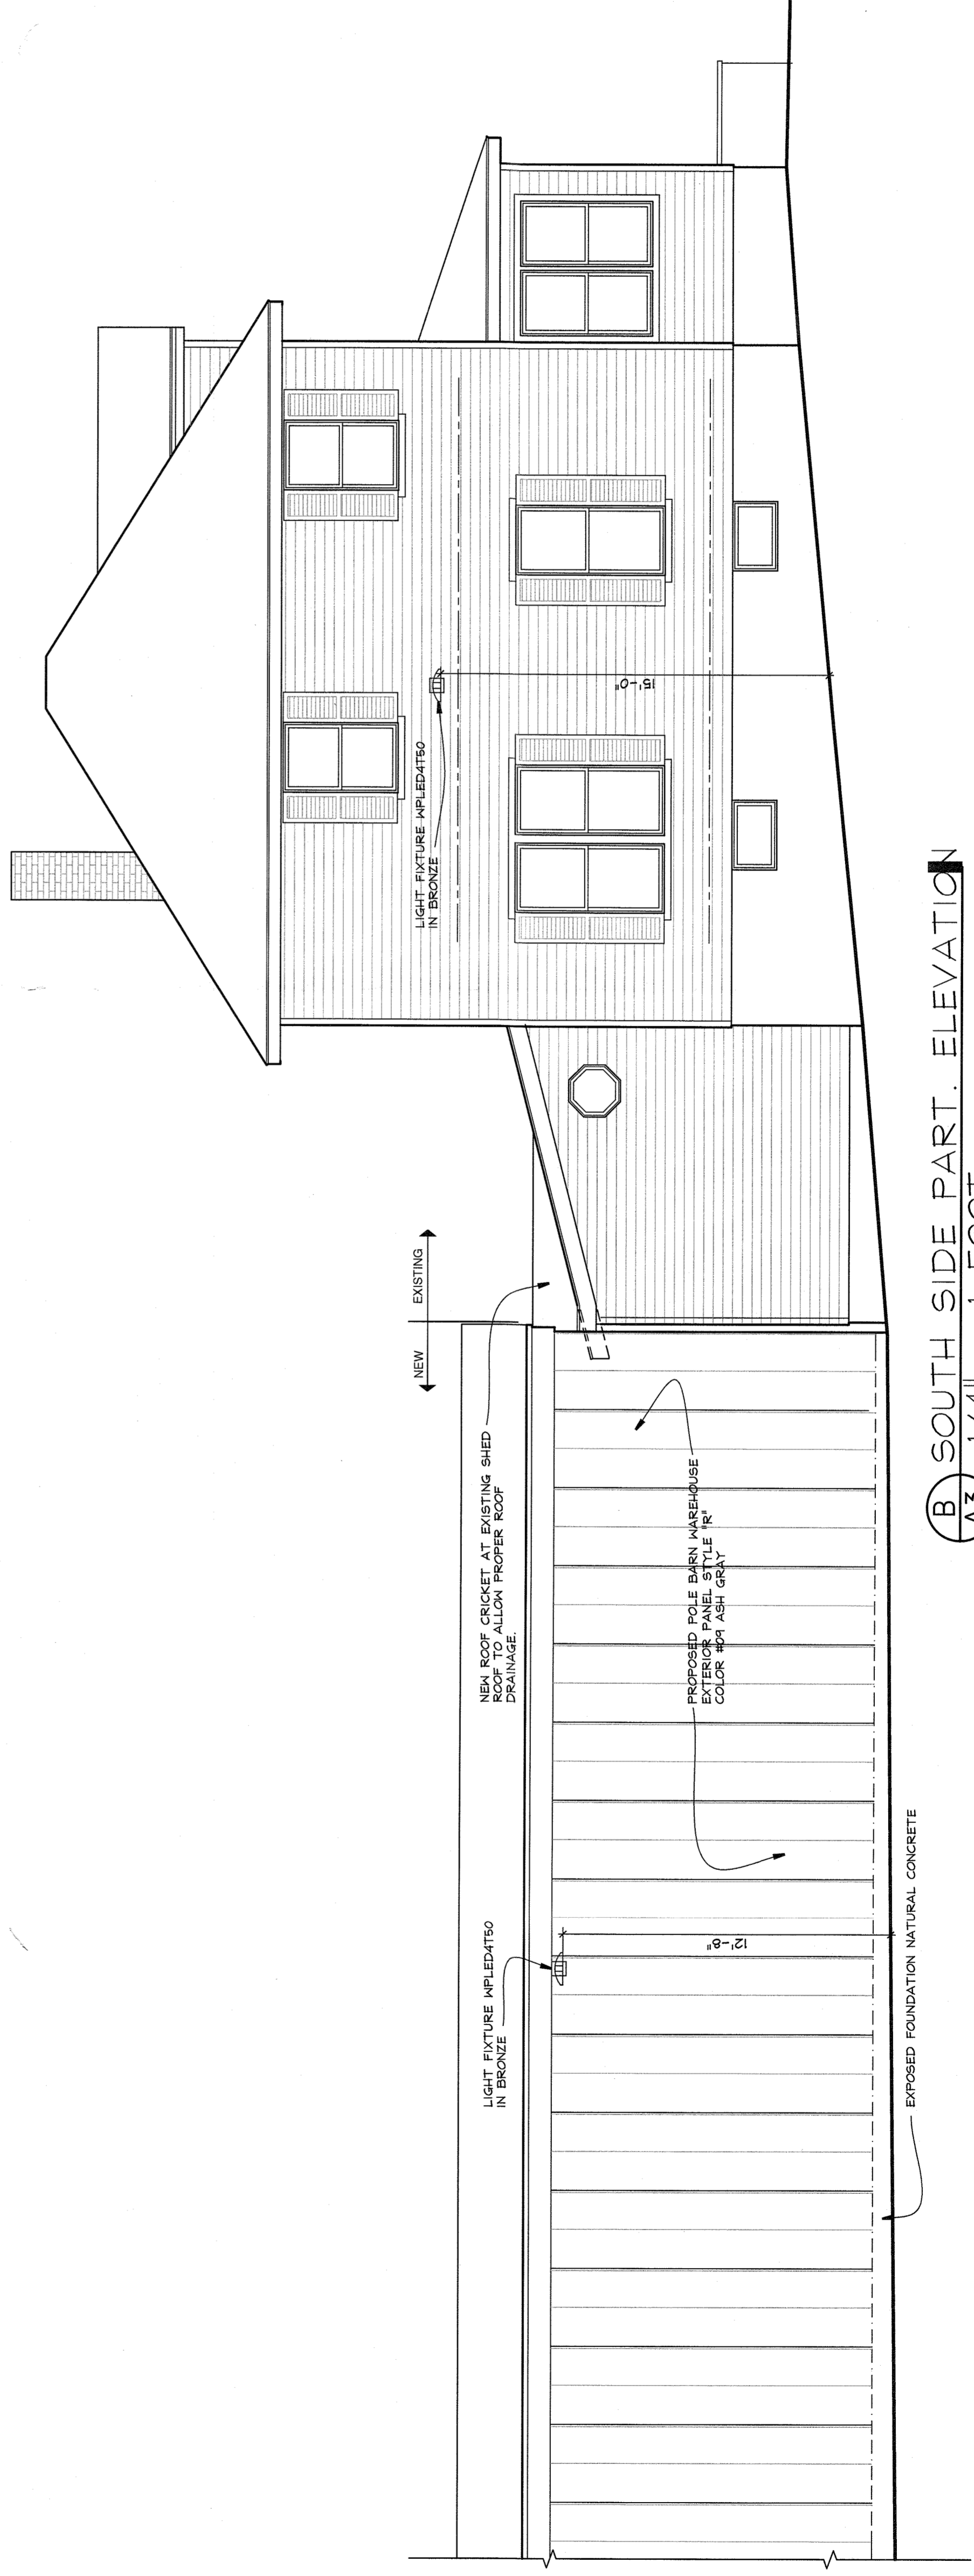 LIGHT FIXTURE WPLED4T50
IN BRONZE
15'-0"
NEW
EXISTING
NEW ROOF CRICKET AT EXISTING SHED
ROOF TO ALLOW PROPER ROOF
DRAINAGE.
LIGHT FIXTURE WPLED4T50
IN BRONZE
PROPOSED POLE BARN WAREHOUSE
EXTERIOR PANEL STYLE "R"
COLOR #09 ASH GRAY
12'-8"
EXPOSED FOUNDATION NATURAL CONCRETE
B
SOUTH SIDE PART. ELEVATION